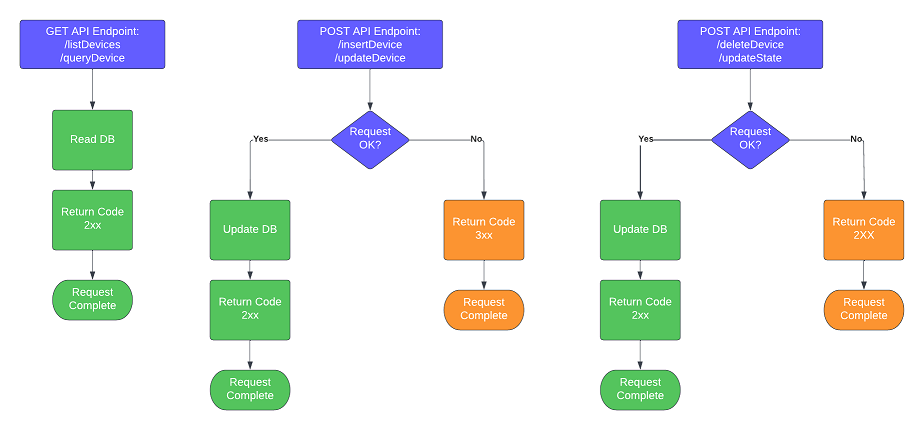 GET API Endpoint:
/listDevices
/queryDevice
Read DB
Return Code
2xx
Request
Complete
POST API Endpoint:
/insertDevice
/updateDevice
Request
OK?
Yes
No
Update DB
Return Code
2xx
Request
Complete
Return Code
3xx
Request
Complete
POST API Endpoint:
/deleteDevice
/updateState
Request
OK?
Yes
No
Update DB
Return Code
2xx
Request
Complete
Return Code
2XX
Request
Complete